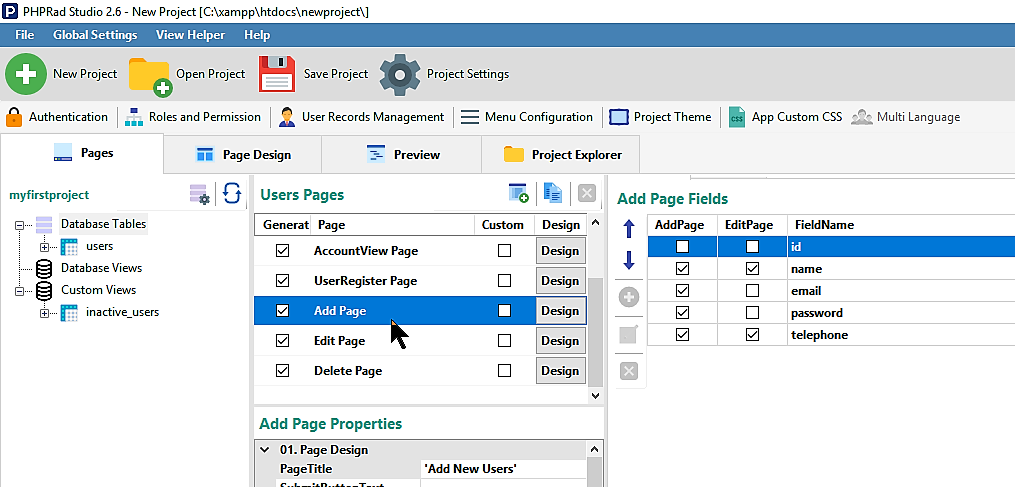 PHPRad Studio 2.6 - New Project [C:\xampp\htdocs\newproject\]
File Global Settings View Helper Help
New Project Open Project Save Project Project Settings
Authentication Roles and Permission User Records Management Menu Configuration Project Theme App Custom CSS Multi Language
Pages Page Design Preview Project Explorer
myfirstproject
Database Tables
users
Database Views
Custom Views
inactive_users
Users Pages
Generat Page Custom Design
AccountView Page Design
UserRegister Page Design
Add Page Design
Edit Page Design
Delete Page Design
Add Page Properties
01. Page Design
PageTitle 'Add New Users'
SubmitButtonText
Add Page Fields
AddPage EditPage FieldName
id
name
email
password
telephone